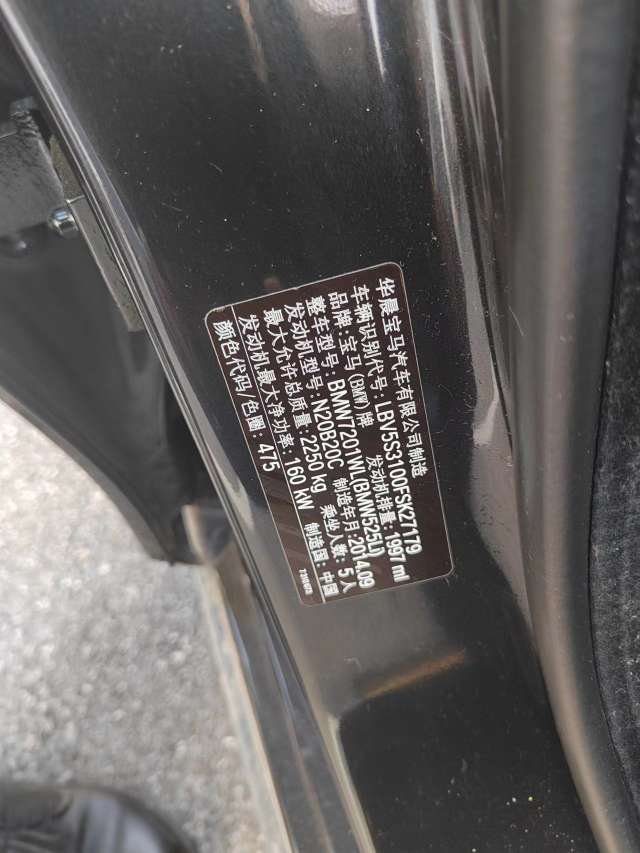 华晨宝马汽车有限公司制造
车辆识别代号: LBV5S3100FSK27179
品牌: 宝马(BMW)牌 发动机排量: 1997ml
整车型号: BMW7201WL(BMW525Li)
发动机型号: N20B20C 制造年月: 2014.09
最大允许总质量: 2250 kg 乘坐人数: 5人
发动机最大净功率: 160 kW 制造国: 中国
颜色代码/色圈: 475